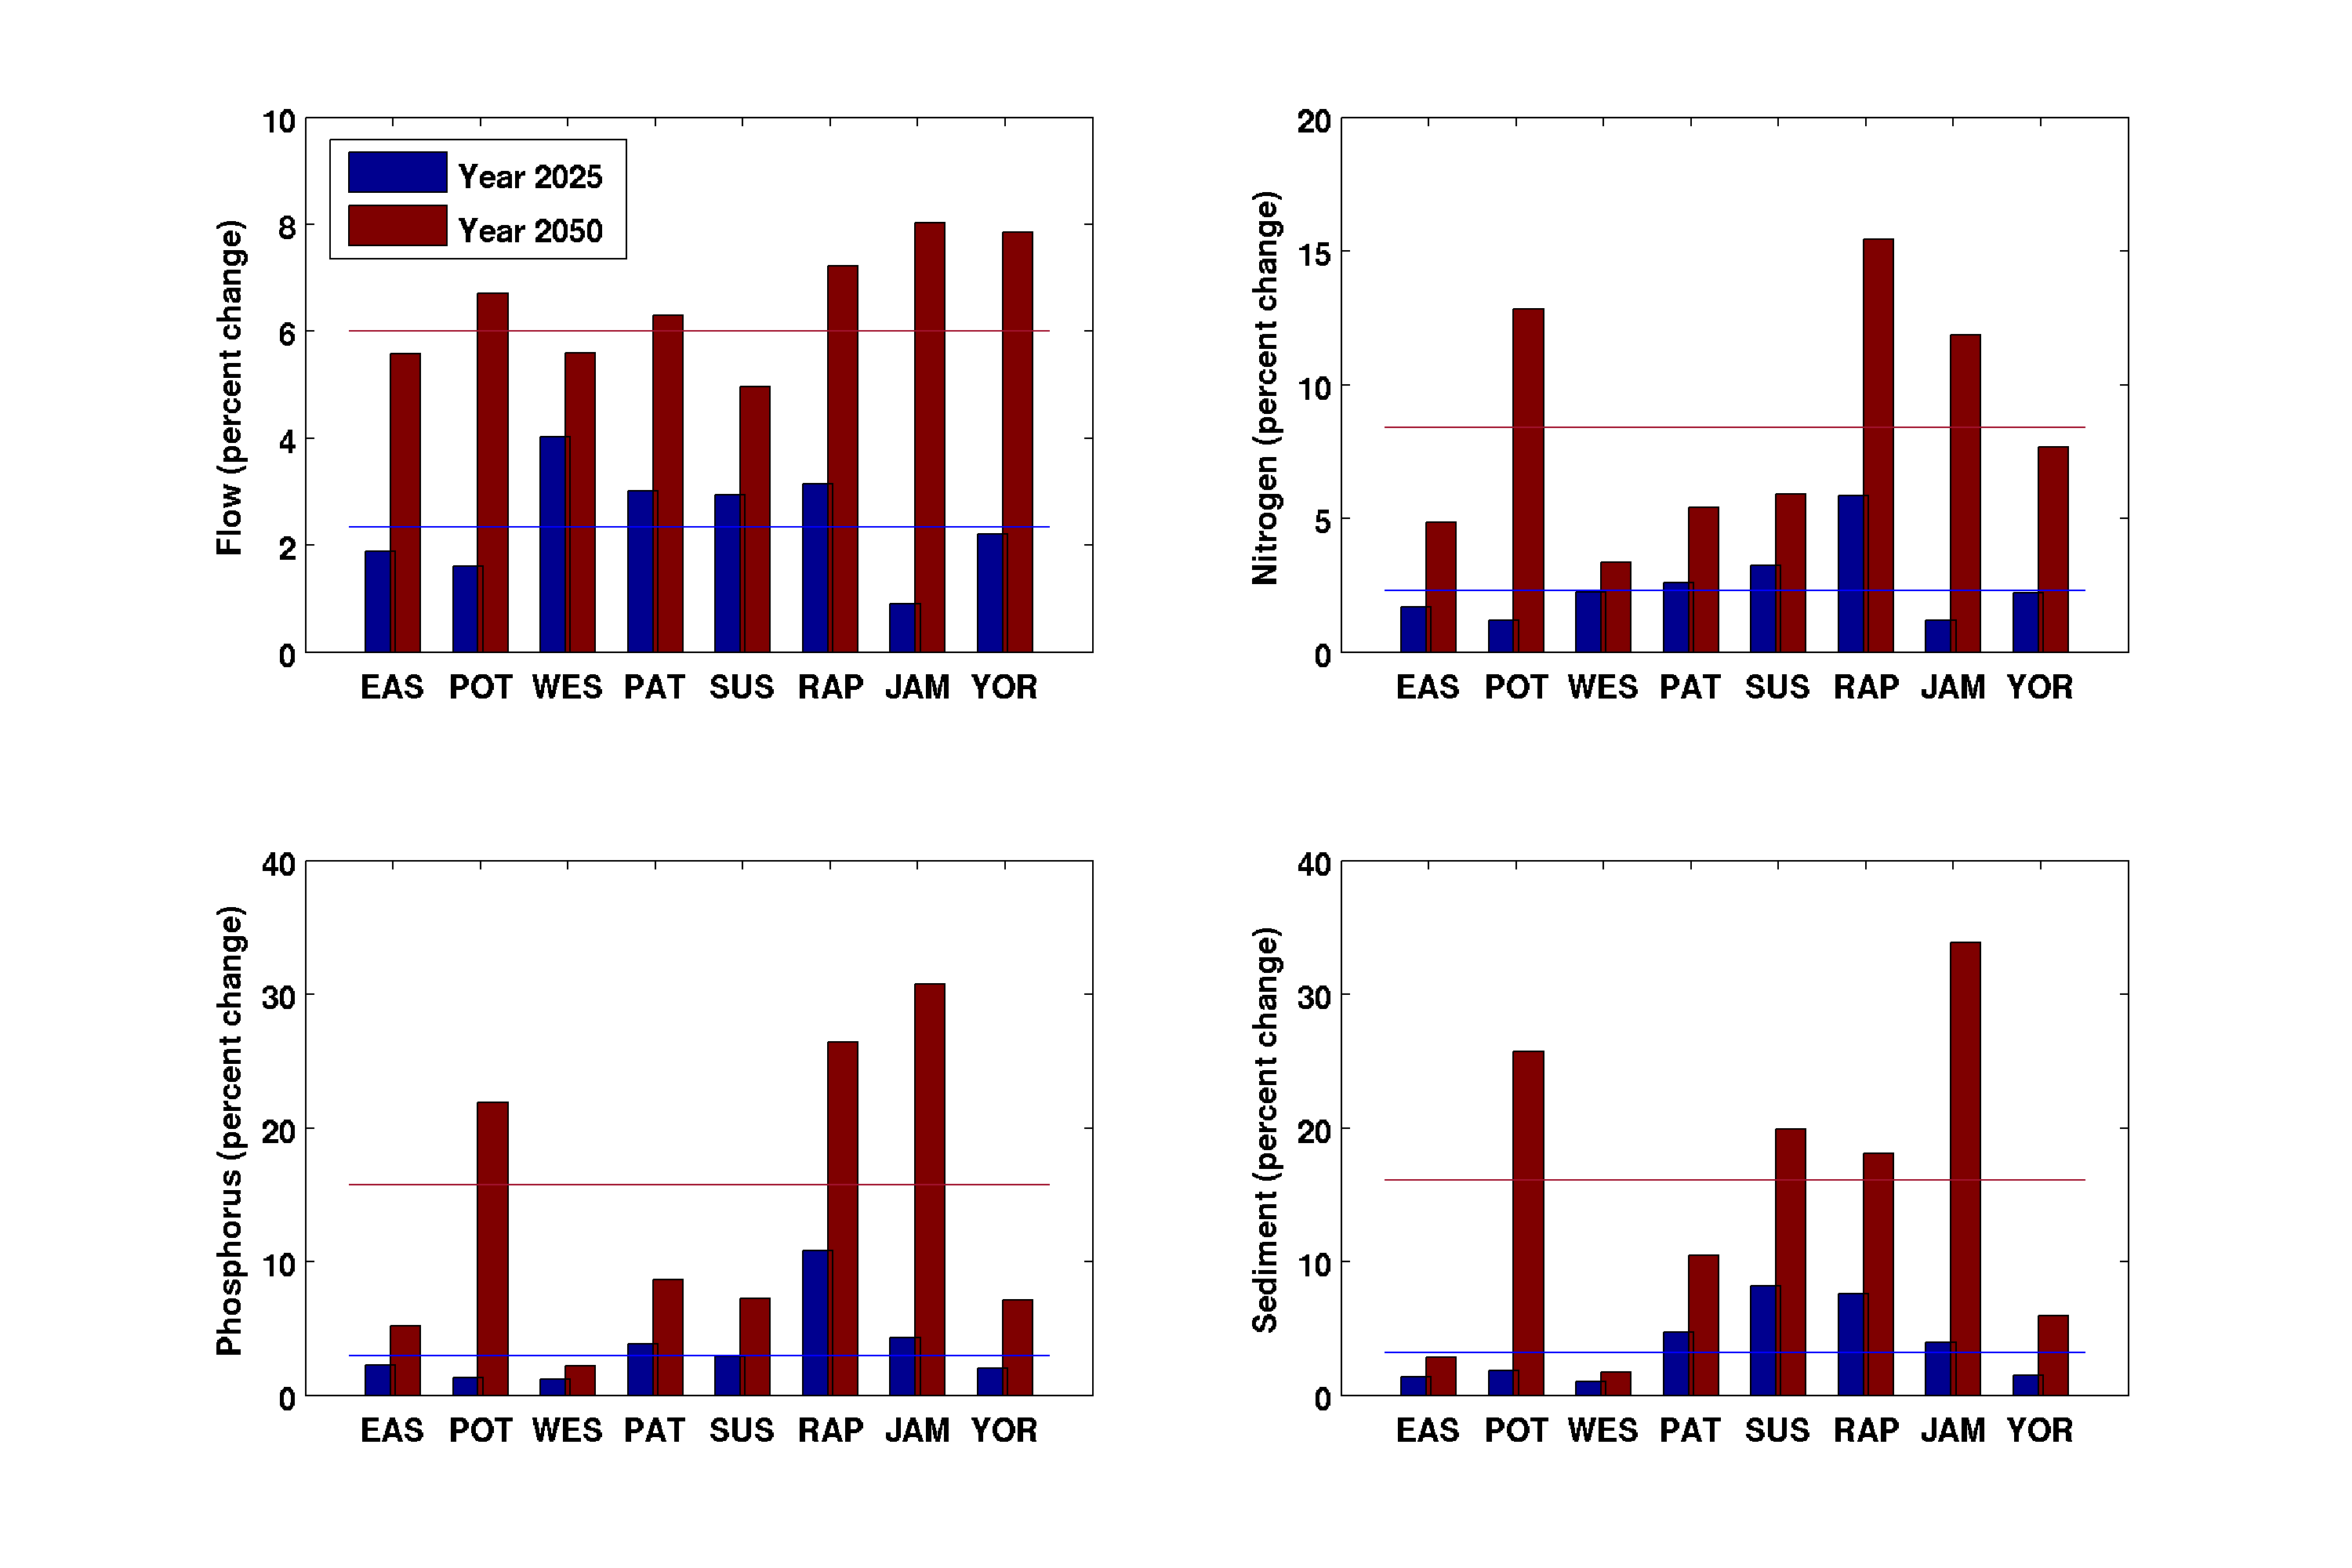 Flow (percent change)
10
8
6
4
2
0
Year 2025
Year 2050
EAS POT WES PAT SUS RAP JAM YOR
Nitrogen (percent change)
20
15
10
5
0
EAS POT WES PAT SUS RAP JAM YOR
Phosphorus (percent change)
40
30
20
10
0
EAS POT WES PAT SUS RAP JAM YOR
Sediment (percent change)
40
30
20
10
0
EAS POT WES PAT SUS RAP JAM YOR